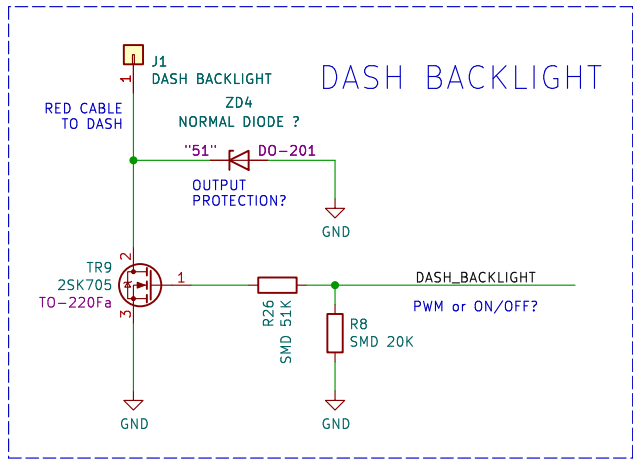 J1
DASH BACKLIGHT
1
DASH BACKLIGHT
RED CABLE
TO DASH
ZD4
NORMAL DIODE ?
"51"
DO-201
OUTPUT
PROTECTION?
GND
2
TR9
2SK705
TO-220Fa
1
3
R26
SMD 51K
DASH_BACKLIGHT
PWM or ON/OFF?
R8
SMD 20K
GND
GND